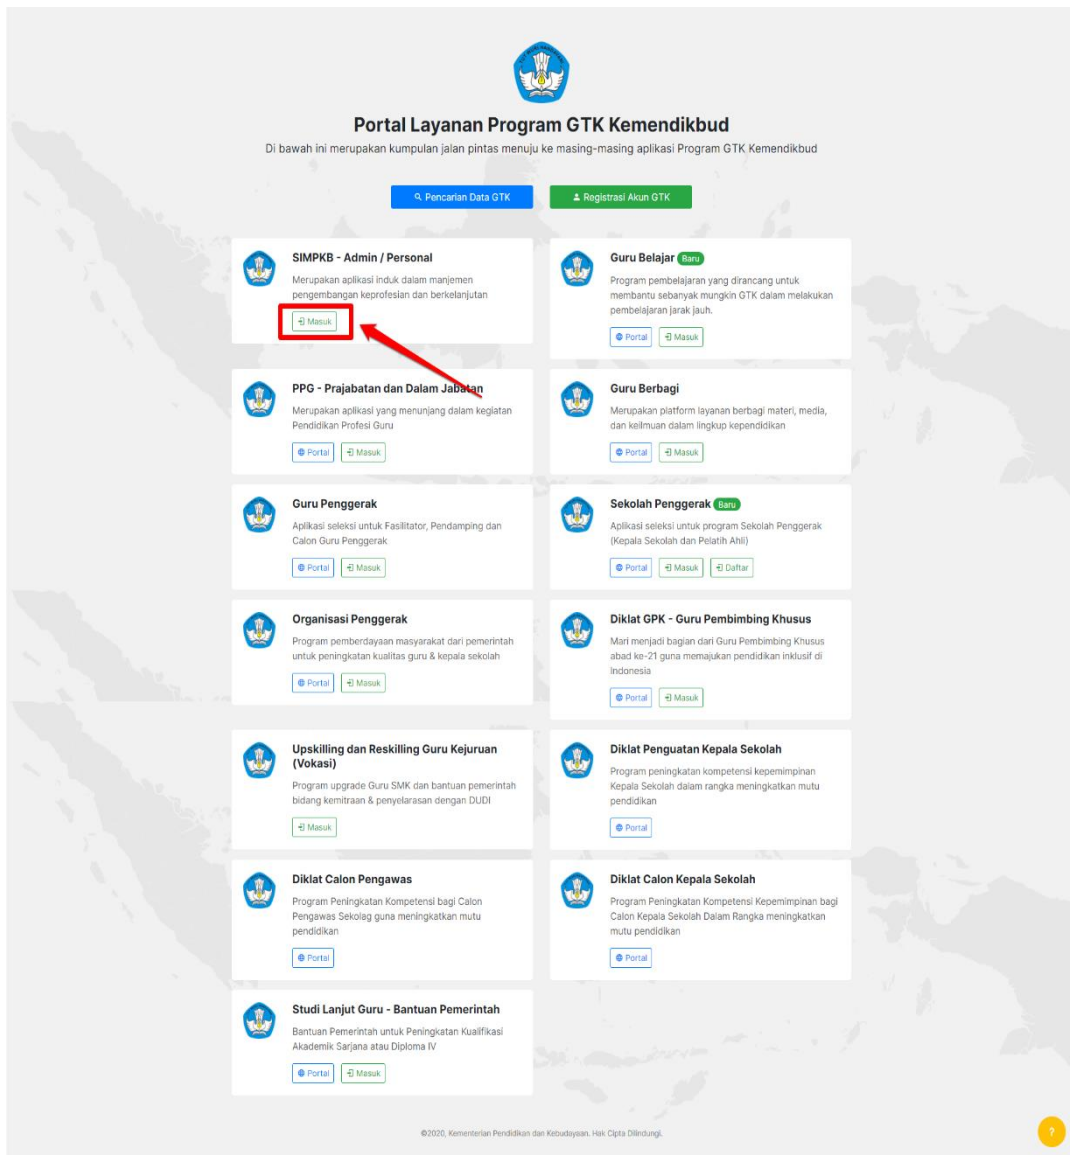 Portal Layanan Program GTK Kemendikbud
Di bawah ini merupakan kumpulan jalan pintas menuju ke masing-masing aplikasi Program GTK Kemendikbud
Pencarian Data GTK
Registrasi Akun GTK
SIMPKB - Admin / Personal
Merupakan aplikasi induk dalam manjemen
pengembangan keprofesian dan berkelanjutan
Masuk
Guru Belajar Baru
Program pembelajaran yang dirancang untuk
membantu sebanyak mungkin GTK dalam melakukan
pembelajaran jarak jauh.
Portal Masuk
PPG - Prajabatan dan Dalam Jabatan
Merupakan aplikasi yang menunjang dalam kegiatan
Pendidikan Profesi Guru
Portal Masuk
Guru Berbagi
Merupakan platform layanan berbagi materi, media,
dan keilmuan dalam lingkup kependidikan
Portal Masuk
Guru Penggerak
Aplikasi seleksi untuk Fasilitator, Pendamping dan
Calon Guru Penggerak
Portal Masuk
Sekolah Penggerak Baru
Aplikasi seleksi untuk program Sekolah Penggerak
(Kepala Sekolah dan Pelatih Ahli)
Portal Masuk Daftar
Organisasi Penggerak
Program pemberdayaan masyarakat dari pemerintah
untuk peningkatan kualitas guru & kepala sekolah
Portal Masuk
Diklat GPK - Guru Pembimbing Khusus
Mari menjadi bagian dari Guru Pembimbing Khusus
abad ke-21 guna memajukan pendidikan inklusif di
Indonesia
Portal Masuk
Upskilling dan Reskilling Guru Kejuruan
(Vokasi)
Program upgrade Guru SMK dan bantuan pemerintah
bidang kemitraan & penyelarasan dengan DUDI
Masuk
Diklat Penguatan Kepala Sekolah
Program peningkatan kompetensi kepemimpinan
Kepala Sekolah dalam rangka meningkatkan mutu
pendidikan
Portal
Diklat Calon Pengawas
Program Peningkatan Kompetensi bagi Calon
Pengawas Sekolag guna meningkatkan mutu
pendidikan
Portal
Diklat Calon Kepala Sekolah
Program Peningkatan Kompetensi Kepemimpinan bagi
Calon Kepala Sekolah Dalam Rangka meningkatkan
mutu pendidikan
Portal
Studi Lanjut Guru - Bantuan Pemerintah
Bantuan Pemerintah untuk Peningkatan Kualifikasi
Akademik Sarjana atau Diploma IV
Portal Masuk
©2020, Kementerian Pendidikan dan Kebudayaan. Hak Cipta Dilindungi.
?